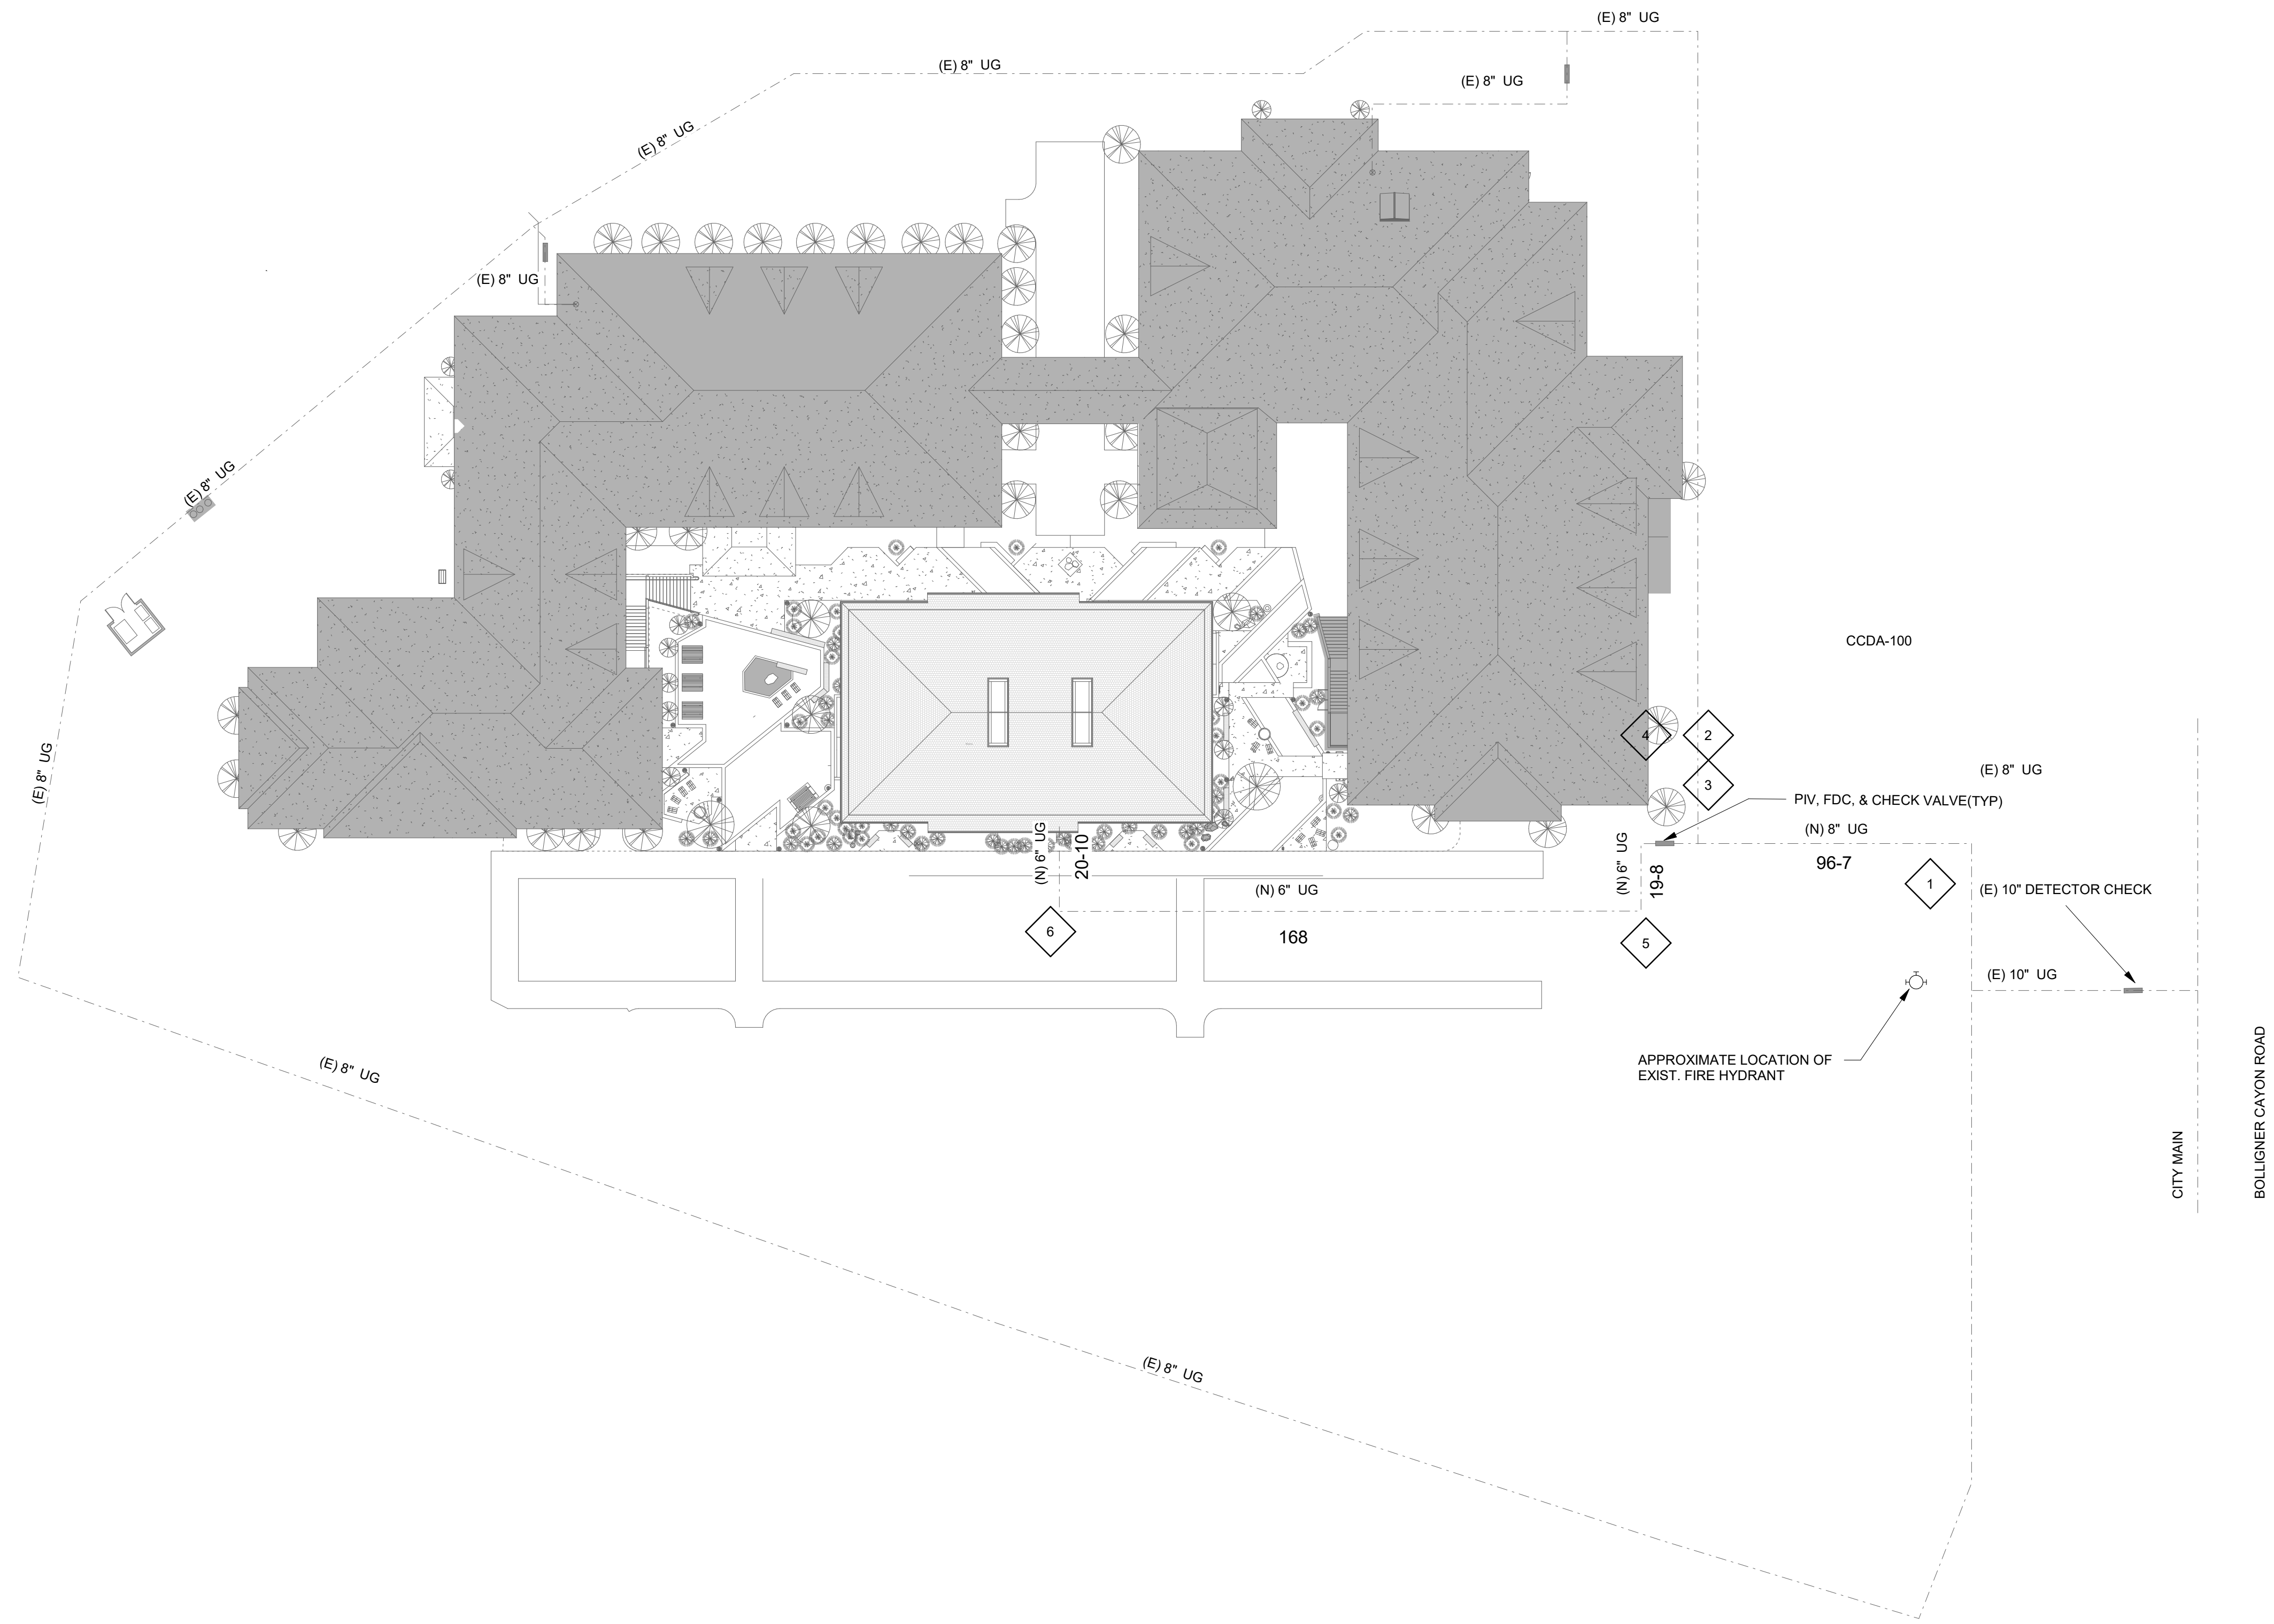 (E) 8" UG
(E) 8" UG
(E) 8" UG
(E) 8" UG
(E) 8" UG
(E) 8" UG
CCDA-100
4
2
(E) 8" UG
(E) 8" UG
3
PIV, FDC, & CHECK VALVE(TYP)
(N) 8" UG
(N) 6" UG
20-10
(N) 6" UG
19-8
96-7
1
(N) 6" UG
(E) 10" DETECTOR CHECK
6
168
5
(E) 10" UG
APPROXIMATE LOCATION OF
EXIST. FIRE HYDRANT
(E) 8" UG
CITY MAIN
BOLLIGNER CAYON ROAD
(E) 8" UG